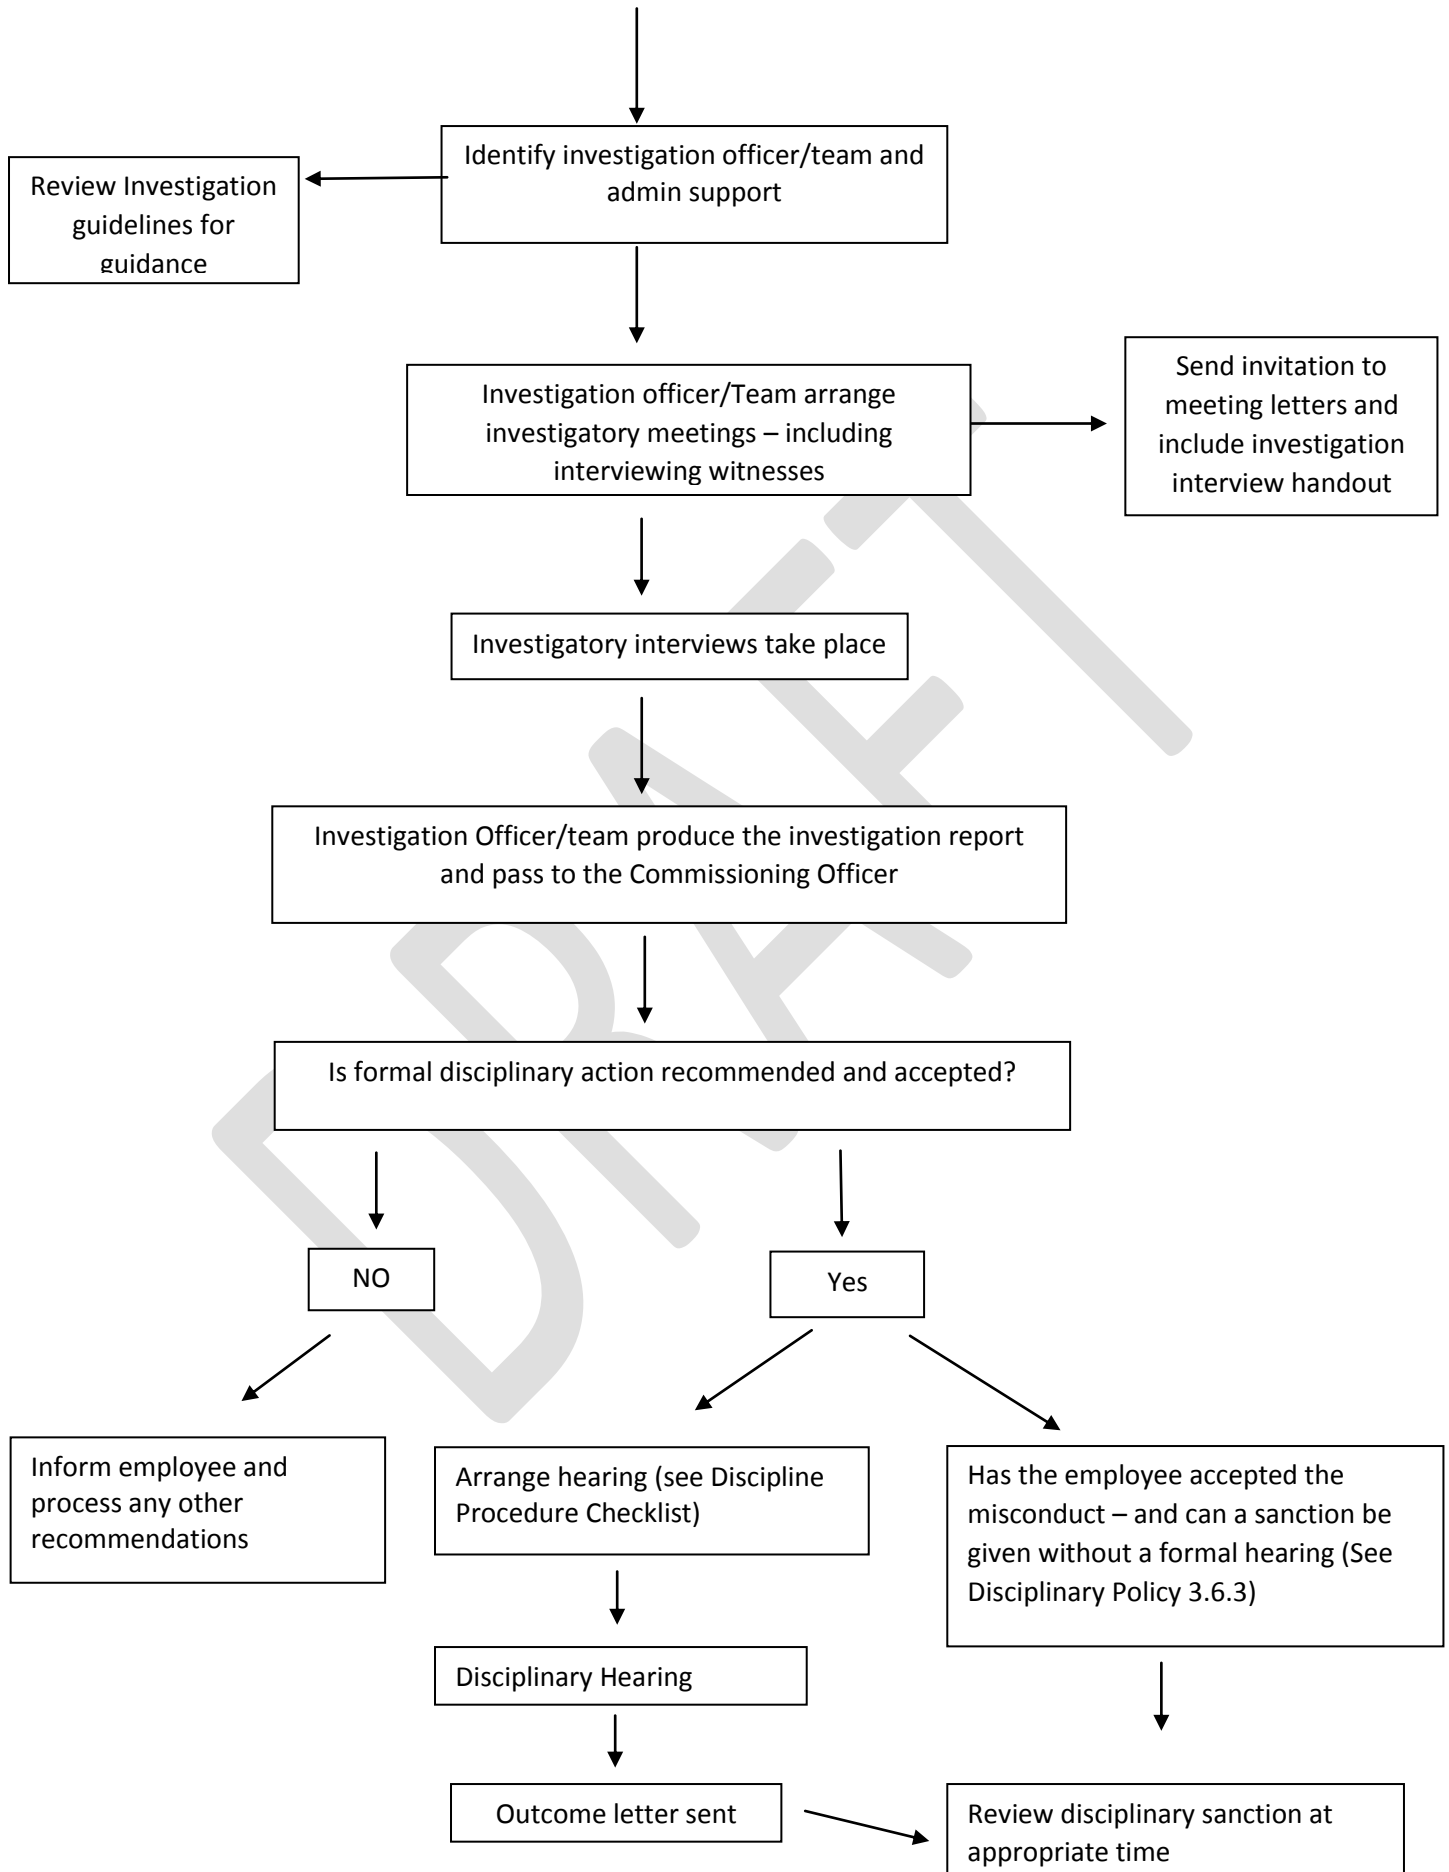 Identify investigation officer/team and
admin support
Review Investigation
guidelines for
guidance
Investigation officer/Team arrange
investigatory meetings – including
interviewing witnesses
Send invitation to
meeting letters and
include investigation
interview handout
Investigatory interviews take place
Investigation Officer/team produce the investigation report
and pass to the Commissioning Officer
Is formal disciplinary action recommended and accepted?
NO
Yes
Inform employee and
process any other
recommendations
Arrange hearing (see Discipline
Procedure Checklist)
Has the employee accepted the
misconduct – and can a sanction be
given without a formal hearing (See
Disciplinary Policy 3.6.3)
Disciplinary Hearing
Outcome letter sent
Review disciplinary sanction at
appropriate time
DRAFT